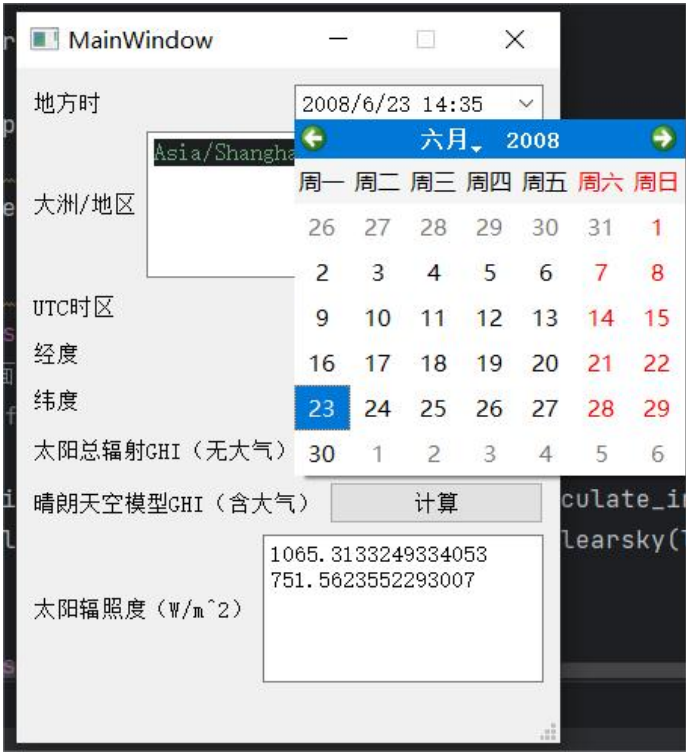 MainWindow
地方时
2008/6/23 14:35
六月 2008
Asia/Shangha
周一 周二 周三 周四 周五 周六 周日
大洲/地区
26 27 28 29 30 31 1
2 3 4 5 6 7 8
UTC时区
9 10 11 12 13 14 15
经度
16 17 18 19 20 21 22
纬度
23 24 25 26 27 28 29
太阳总辐射GHI（无大气）
30 1 2 3 4 5 6
晴朗天空模型GHI（含大气）
计算
culate_i
learsky(
1065.3133249334053
751.5623552293007
太阳辐照度（W/m^2）